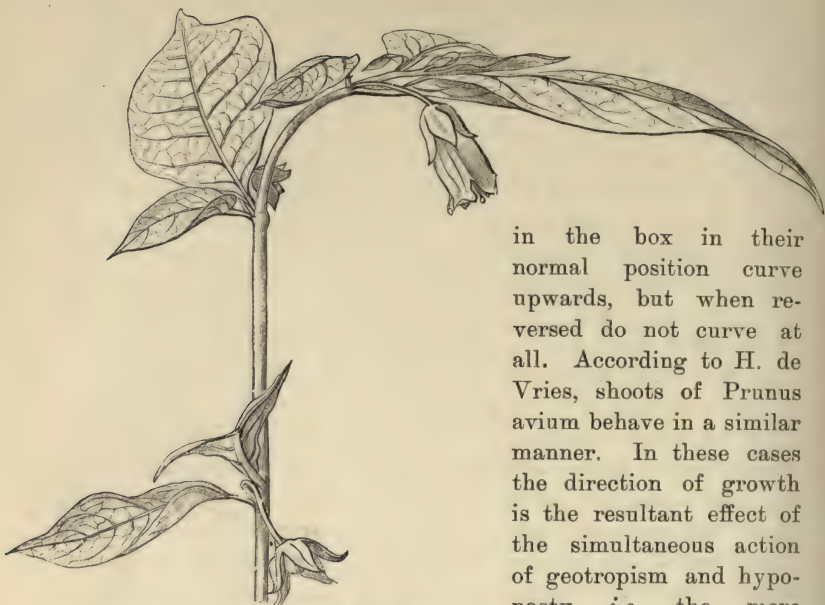 in the box in their
normal position curve
upwards, but when re-
versed do not curve at
all. According to H. de
Vries, shoots of Prunus
avium behave in a similar
manner. In these cases
the direction of growth
is the resultant effect of
the simultaneous action
of geotropism and hypo-